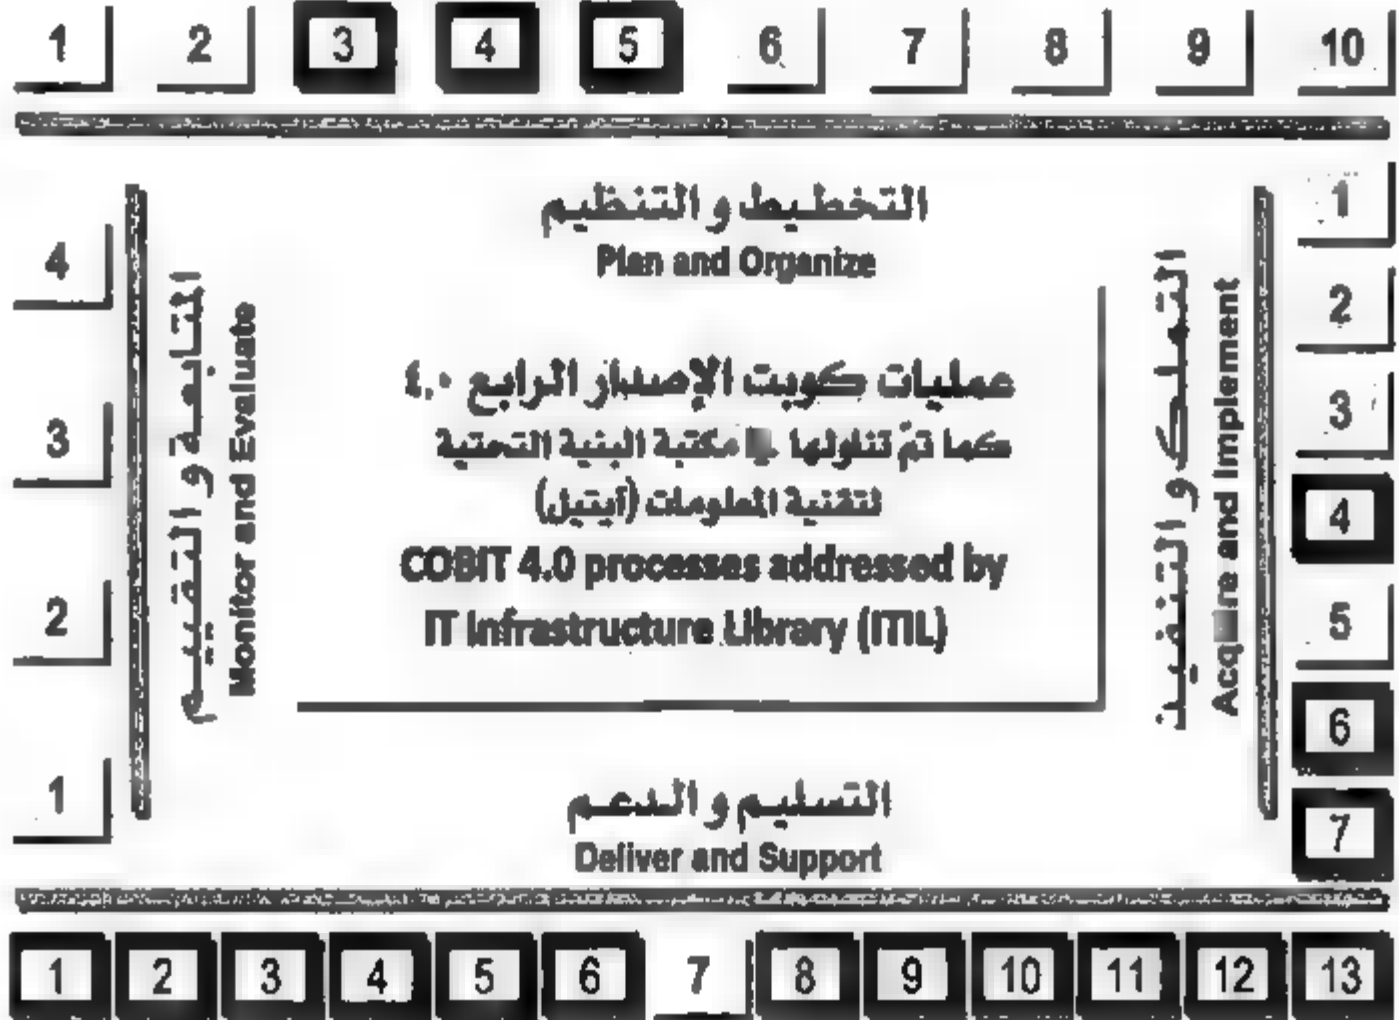 1 2 3 4 5 6 7 8 9 10
التخطيط و التنظيم
Plan and Organize
4
3
2
1
المتابعة و التقييم
Monitor and Evaluate
عمليات كوبت الإصدار الرابع ٤.٠
كما تمّ تناولها في مكتبة البنية التحتية
لتقنية المعلومات (آيتيل)
COBIT 4.0 processes addressed by
IT Infrastructure Library (ITIL)
التملك و التنفيذ
Acquire and Implement
1
2
3
4
5
6
7
التسليم و الدعم
Deliver and Support
1 2 3 4 5 6 7 8 9 10 11 12 13